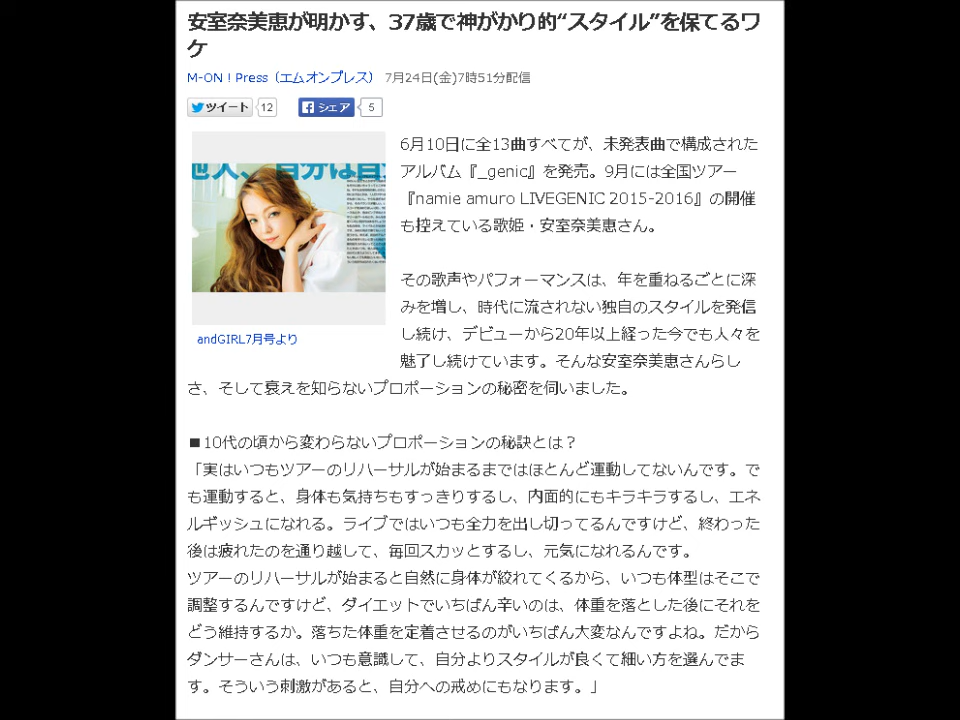 安室奈美恵が明かす、37歳で神がかり的“スタイル”を保てるワ
ケ
M-ON！Press（エムオンプレス） 7月24日(金)7時51分配信
ツイート 12 シェア 5
他人、自分は自
6月10日に全13曲すべてが、未発表曲で構成された
アルバム『_genic』を発売。9月には全国ツアー
『namie amuro LIVEGENIC 2015-2016』の開催
も控えている歌姫・安室奈美恵さん。
その歌声やパフォーマンスは、年を重ねるごとに深
みを増し、時代に流されない独自のスタイルを発信
し続け、デビューから20年以上経った今でも人々を
魅了し続けています。そんな安室奈美恵さんらし
andGIRL7月号より
さ、そして衰えを知らないプロポーションの秘密を伺いました。
■10代の頃から変わらないプロポーションの秘訣とは？
「実はいつもツアーのリハーサルが始まるまではほとんど運動してないんです。で
も運動すると、身体も気持ちもすっきりするし、内面的にもキラキラするし、エネ
ルギッシュになれる。ライブではいつも全力を出し切ってるんですけど、終わった
後は疲れたのを通り越して、毎回スカッとするし、元気になれるんです。
ツアーのリハーサルが始まると自然に身体が絞れてくるから、いつも体型はそこで
調整するんですけど、ダイエットでいちばん辛いのは、体重を落とした後にそれを
どう維持するか。落ちた体重を定着させるのがいちばん大変なんですよね。だから
ダンサーさんは、いつも意識して、自分よりスタイルが良くて細い方を選んでま
す。そういう刺激があると、自分への戒めにもなります。」